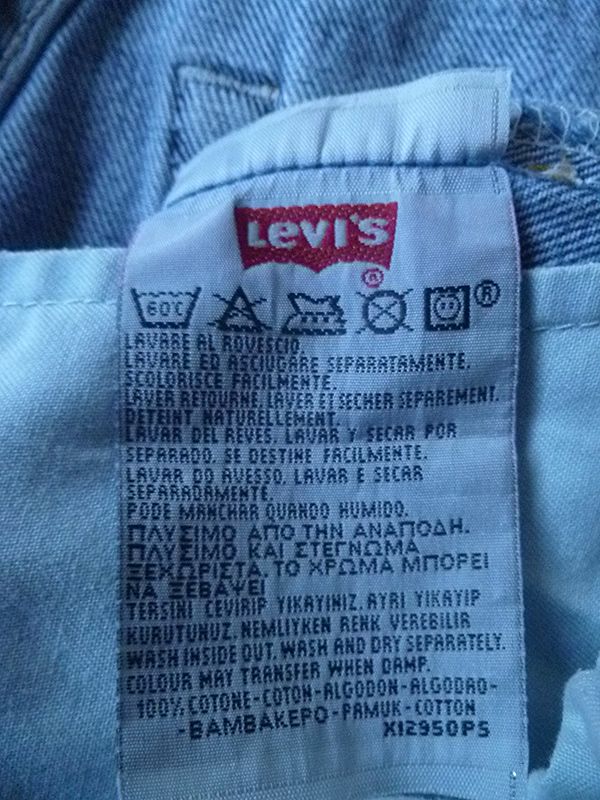 Levi's
®
60C ®
LAVARE AL ROVESCIO.
LAVARE ED ASCIUGARE SEPARATAMENTE.
SCOLORISCE FACILMENTE.
LAVER RETOURNE. LAVER ET SECHER SEPAREMENT.
DETEINT NATURELLEMENT.
LAVAR DEL REVES. LAVAR Y SECAR POR
SEPARADO. SE DESTINE FACILMENTE.
LAVAR DO AVESSO. LAVAR E SECAR
SEPARADAMENTE.
PODE MANCHAR QUANDO HUMIDO.
ΠΛΥΣΙΜΟ ΑΠΟ ΤΗΝ ΑΝΑΠΟΔΗ.
ΠΛΥΣΙΜΟ ΚΑΙ ΣΤΕΓΝΩΜΑ
ΞΕΧΩΡΙΣΤΑ. ΤΟ ΧΡΩΜΑ ΜΠΟΡΕΙ
ΝΑ ΞΕΒΑΨΕΙ
TERSINI CEVIRIP YIKAYINIZ. AYRI YIKAYIP
KURUTUNUZ. NEMLIYKEN RENK VEREBILIR
WASH INSIDE OUT. WASH AND DRY SEPARATELY.
COLOUR MAY TRANSFER WHEN DAMP.
100% COTONE-COTON-ALGODON-ALGODAO-
-ΒΑΜΒΑΚΕΡΟ-PAMUK-COTTON
X12950PS